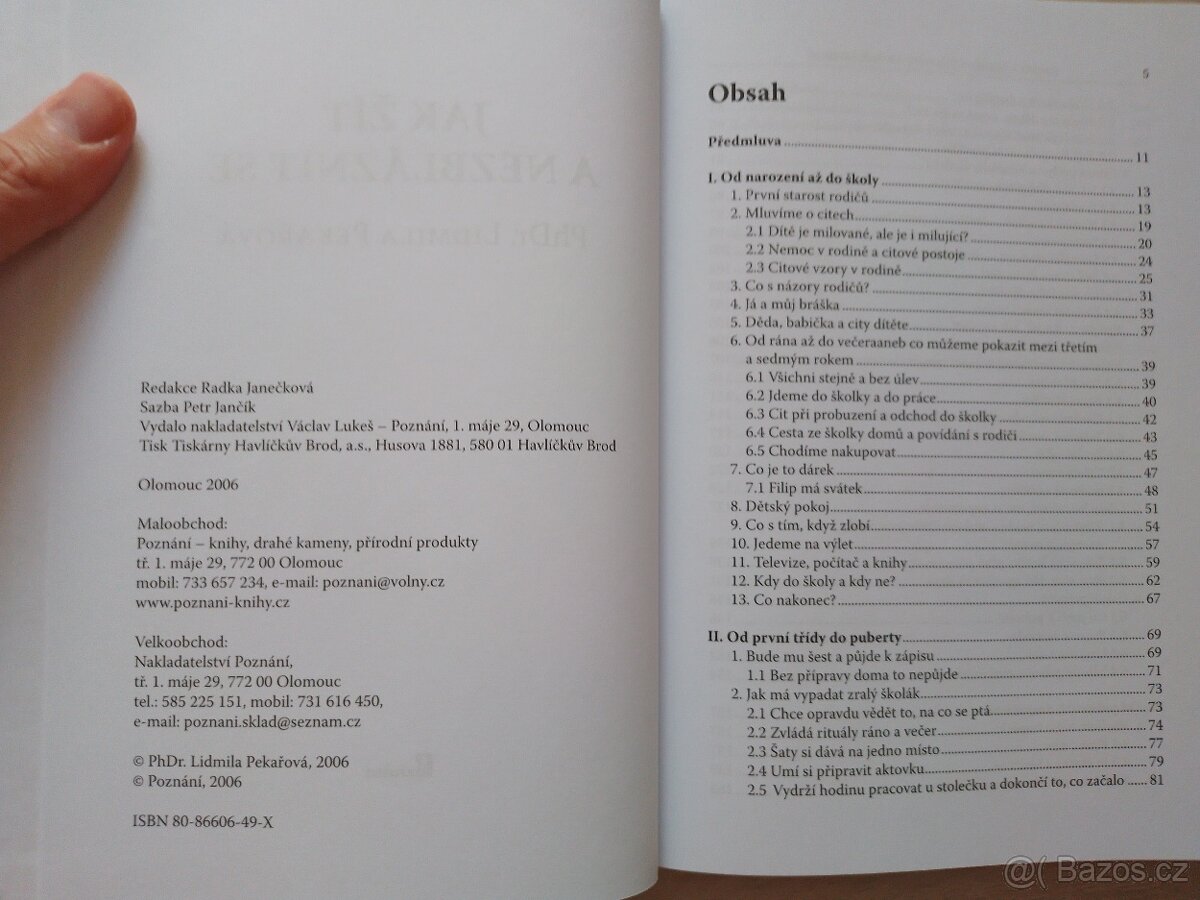 Redakce Radka Janečková
Sazba Petr Jančík
Vydalo nakladatelství Václav Lukeš – Poznání, 1. máje 29, Olomouc
Tisk Tiskárny Havlíčkův Brod, a.s., Husova 1881, 580 01 Havlíčkův Brod
Olomouc 2006
Maloobchod:
Poznání – knihy, drahé kameny, přírodní produkty
tř. 1. máje 29, 772 00 Olomouc
mobil: 733 657 234, e-mail: poznani@volny.cz
www.poznani-knihy.cz
Velkoobchod:
Nakladatelství Poznání,
tř. 1. máje 29, 772 00 Olomouc
tel.: 585 225 151, mobil: 731 616 450,
e-mail: poznani.sklad@seznam.cz
© PhDr. Lidmila Pekařová, 2006
© Poznání, 2006
ISBN 80-86606-49-X
5
Obsah
Předmluva ..... 11
I. Od narození až do školy ..... 13
1. První starost rodičů ..... 13
2. Mluvíme o citech ..... 19
2.1 Dítě je milované, ale je i milující? ..... 20
2.2 Nemoc v rodině a citové postoje ..... 24
2.3 Citové vzory v rodině ..... 25
3. Co s názory rodičů? ..... 31
4. Já a můj bráška ..... 33
5. Děda, babička a city dítěte ..... 37
6. Od rána až do večeraaneb co můžeme pokazit mezi třetím
a sedmým rokem ..... 39
6.1 Všichni stejně a bez úlev ..... 39
6.2 Jdeme do školky a do práce ..... 40
6.3 Cit při probuzení a odchod do školky ..... 42
6.4 Cesta ze školky domů a povídání s rodiči ..... 43
6.5 Chodíme nakupovat ..... 45
7. Co je to dárek ..... 47
7.1 Filip má svátek ..... 48
8. Dětský pokoj ..... 51
9. Co s tím, když zlobí ..... 54
10. Jedeme na výlet ..... 57
11. Televize, počítač a knihy ..... 59
12. Kdy do školy a kdy ne? ..... 62
13. Co nakonec? ..... 67
II. Od první třídy do puberty ..... 69
1. Bude mu šest a půjde k zápisu ..... 69
1.1 Bez přípravy doma to nepůjde ..... 71
2. Jak má vypadat zralý školák ..... 73
2.1 Chce opravdu vědět to, na co se ptá ..... 73
2.2 Zvládá rituály ráno a večer ..... 74
2.3 Šaty si dává na jedno místo ..... 77
2.4 Umí si připravit aktovku ..... 79
2.5 Vydrží hodinu pracovat u stolečku a dokončí to, co začalo ..... 81
Bazos.cz